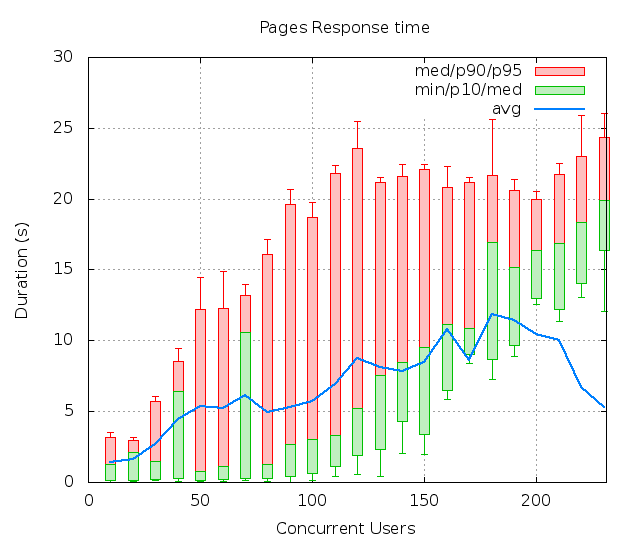 Pages Response time
30
25
20
15
10
5
0
Duration (s)
med/p90/p95
min/p10/med
avg
0 50 100 150 200
Concurrent Users